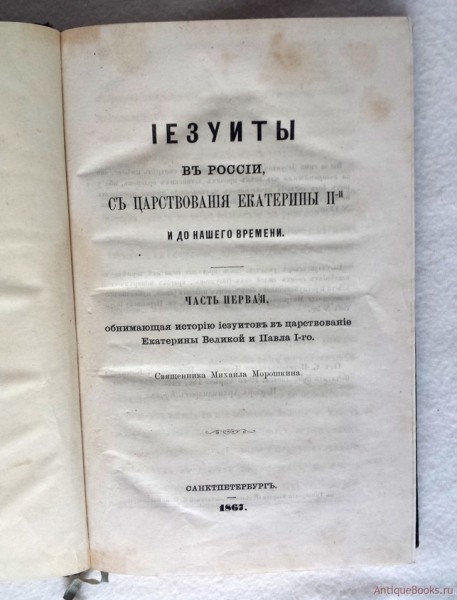 ІЕЗУИТЫ
ВЪ РОССІИ,
СЪ ЦАРСТВОВАНІЯ ЕКАТЕРИНЫ II-й
И ДО НАШЕГО ВРЕМЕНИ.
ЧАСТЬ ПЕРВАЯ,
обнимающая исторію іезуитовъ въ царствованіе
Екатерины Великой и Павла I-го.
Священника Михаила Морошкина.
САНКТПЕТЕРБУРГЪ.
1867.
AntiqueBooks.ru